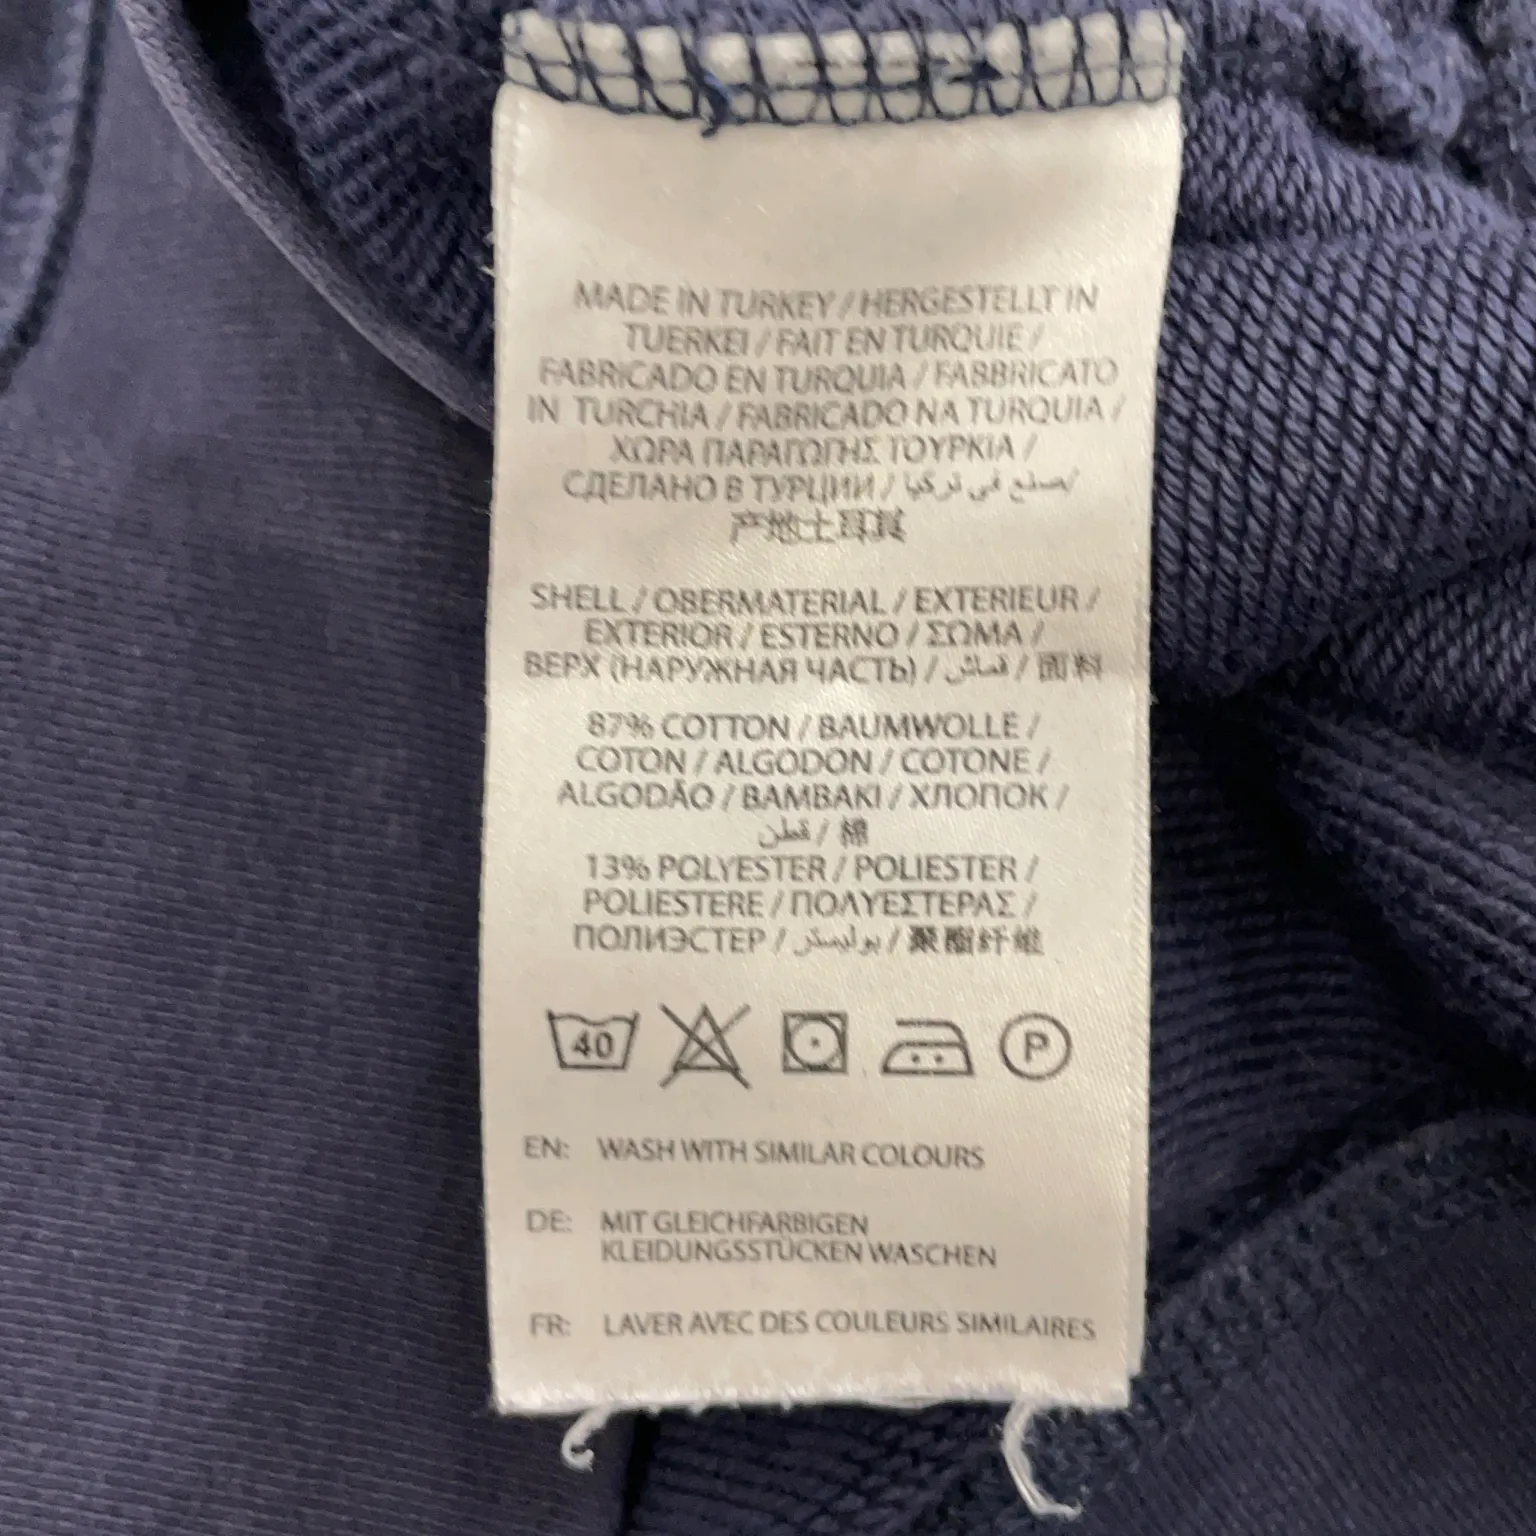 MADE IN TURKEY / HERGESTELLT IN
TUERKEI / FAIT EN TURQUIE /
FABRICADO EN TURQUIA / FABBRICATO
IN TURCHIA / FABRICADO NA TURQUIA /
ΧΩΡΑ ΠΑΡΑΓΩΓΗΣ ΤΟΥΡΚΙΑ /
СДЕЛАНО В ТУРЦИИ / صنع في تركيا/
产地土耳其
SHELL / OBERMATERIAL / EXTERIEUR /
EXTERIOR / ESTERNO / ΣΩΜΑ /
ВЕРХ (НАРУЖНАЯ ЧАСТЬ) / قماش / 面料
87% COTTON / BAUMWOLLE /
COTON / ALGODON / COTONE /
ALGODÃO / ΒΑΜΒΑΚΙ / ХЛОПОК /
قطن / 棉
13% POLYESTER / POLIESTER /
POLIESTERE / ΠΟΛΥΕΣΤΕΡΑΣ /
ПОЛИЭСТЕР / بوليستر / 聚酯纤维
40 P
EN: WASH WITH SIMILAR COLOURS
DE: MIT GLEICHFARBIGEN
KLEIDUNGSSTÜCKEN WASCHEN
FR: LAVER AVEC DES COULEURS SIMILAIRES